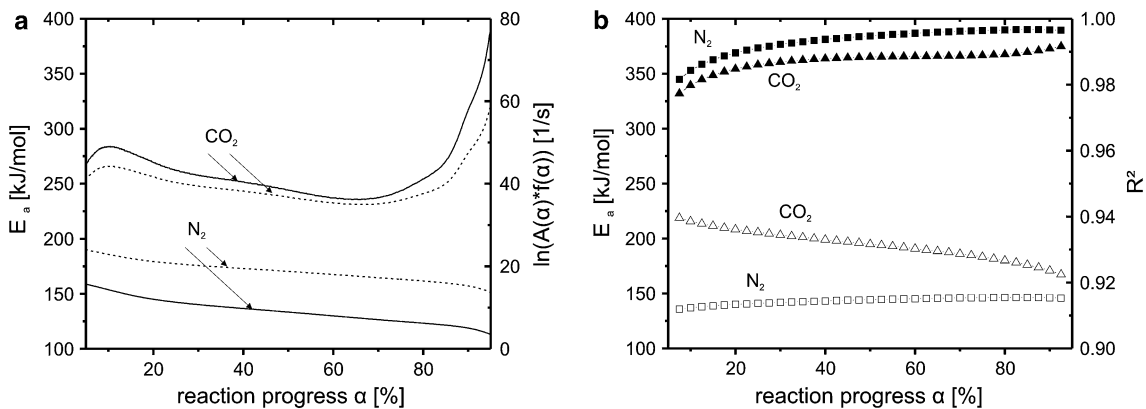 a
400
350
300
250
200
150
100
E a [kJ/mol]
CO2
N2
80
60
40
20
0
ln(A(α)*f(α)) [1/s]
20 40 60 80
reaction progress α [%]
b
400
350
300
250
200
150
100
E a [kJ/mol]
N2
CO2
CO2
N2
1.00
0.98
0.96
0.94
0.92
0.90
R²
20 40 60 80
reaction progress α [%]